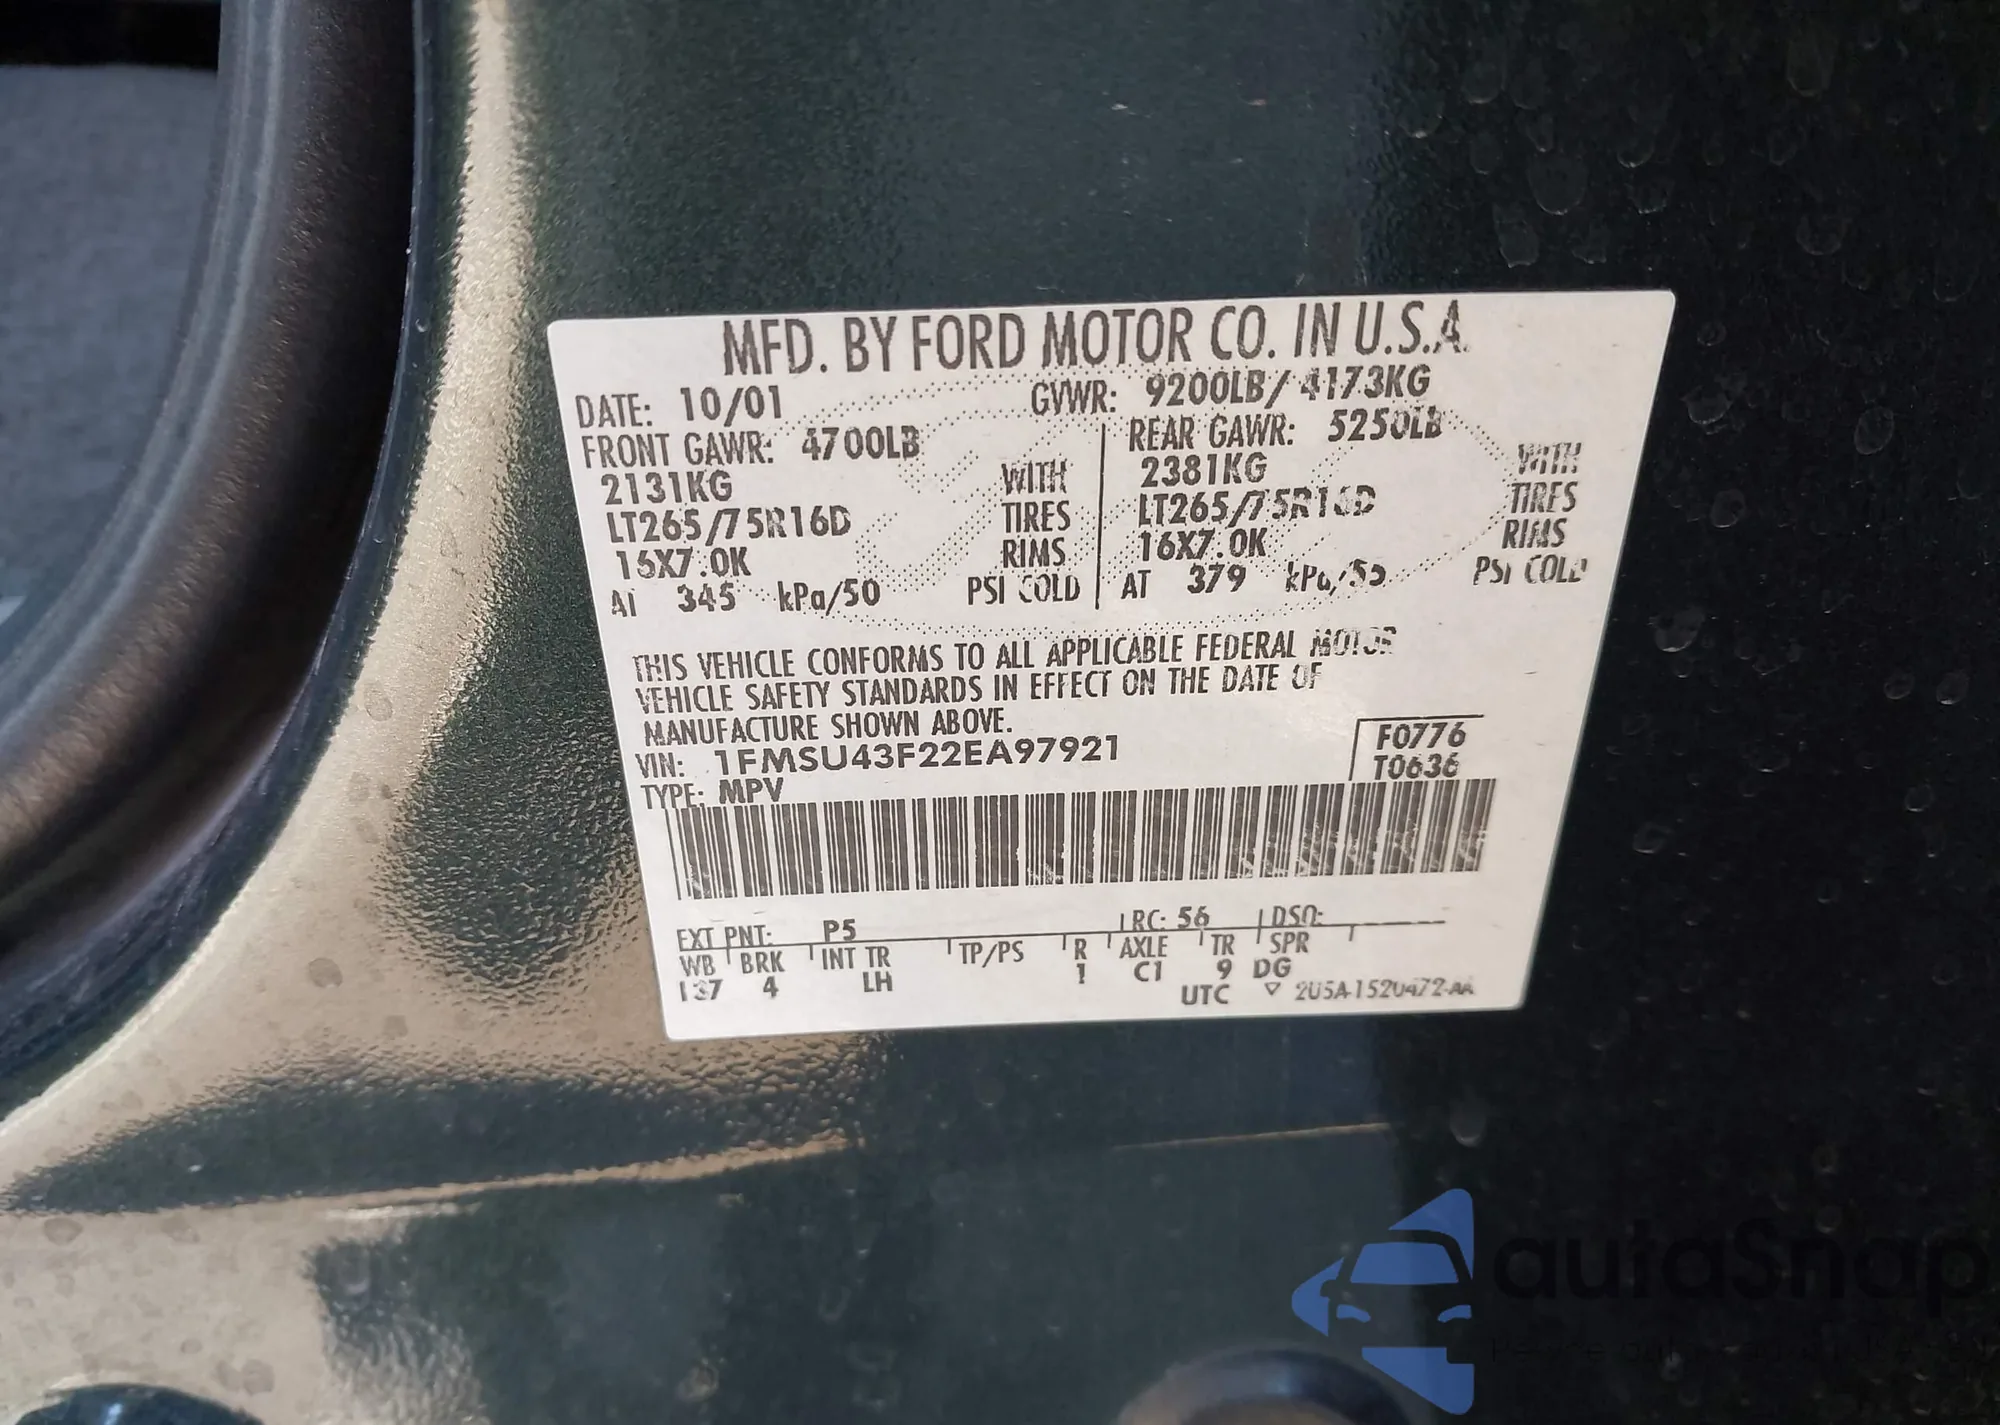 MFD. BY FORD MOTOR CO. IN U.S.A.
DATE: 10/01 GVWR: 9200LB/ 4173KG
FRONT GAWR: 4700LB REAR GAWR: 5250LB
2131KG WITH 2381KG WITH
LT265/75R16D TIRES LT265/75R16D TIRES
16X7.0K RIMS 16X7.0K RIMS
AT 345 kPa/50 PSI COLD AT 379 kPa/55 PSI COLD
THIS VEHICLE CONFORMS TO ALL APPLICABLE FEDERAL MOTOR
VEHICLE SAFETY STANDARDS IN EFFECT ON THE DATE OF
MANUFACTURE SHOWN ABOVE.
VIN: 1FMSU43F22EA97921 F0776
TYPE: MPV T0636
EXT PNT: P5 RC: 56 DSO:
WB BRK INT TR TP/PS R AXLE TR SPR
137 4 LH 1 C1 9 DG
UTC ▽ 2U5A-1520472-AA
autaSnap